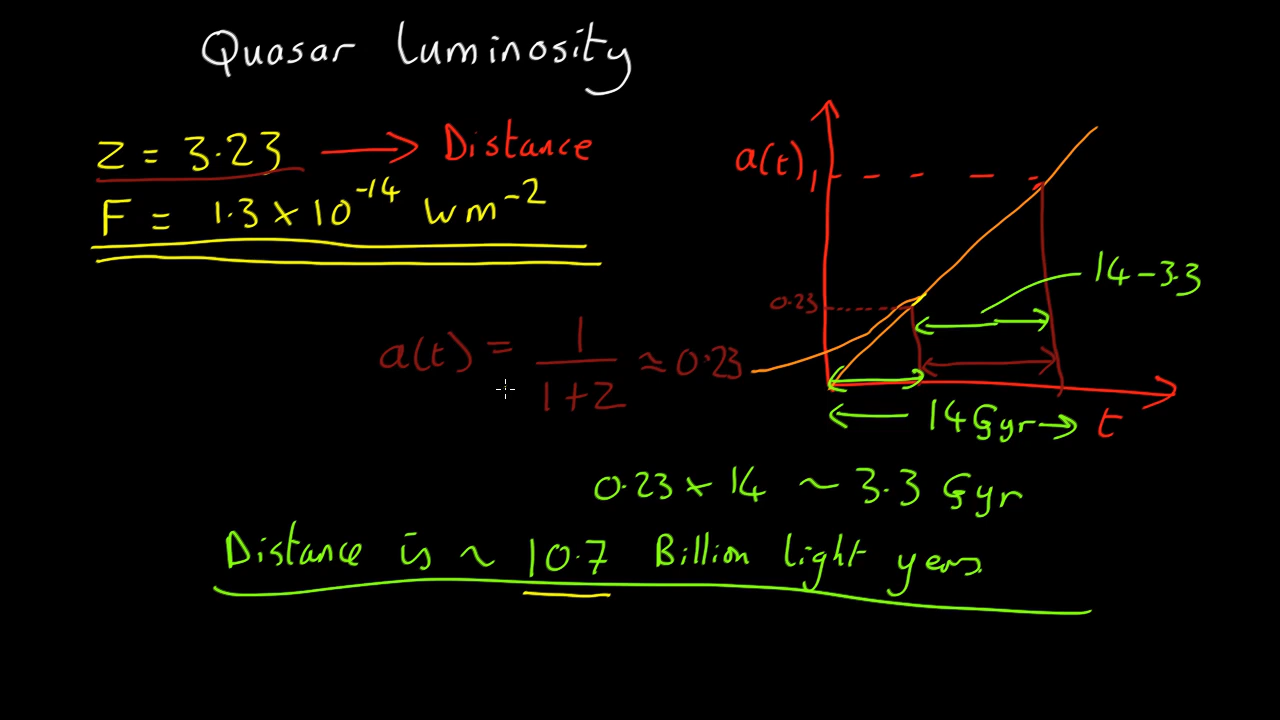 Quasar luminosity
z = 3.23 → Distance
F = 1.3 × 10⁻¹⁴ Wm⁻²
a(t)
1
14 - 3.3
0.23
a(t) = 1/(1+z) ≈ 0.23
14 Gyr
t
0.23 × 14 ~ 3.3 Gyr
Distance is ~ 10.7 Billion light years